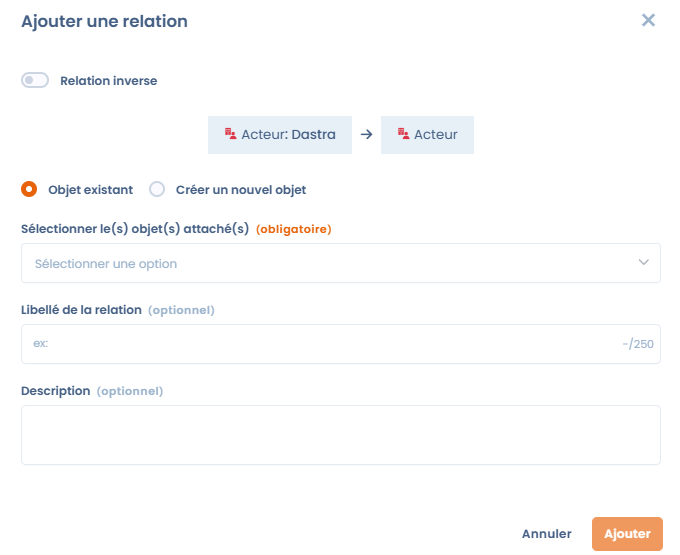 Ajouter une relation
Relation inverse
Acteur: Dastra → Acteur
Objet existant Créer un nouvel objet
Sélectionner le(s) objet(s) attaché(s) (obligatoire)
Sélectionner une option
Libellé de la relation (optionnel)
ex: -/250
Description (optionnel)
Annuler Ajouter